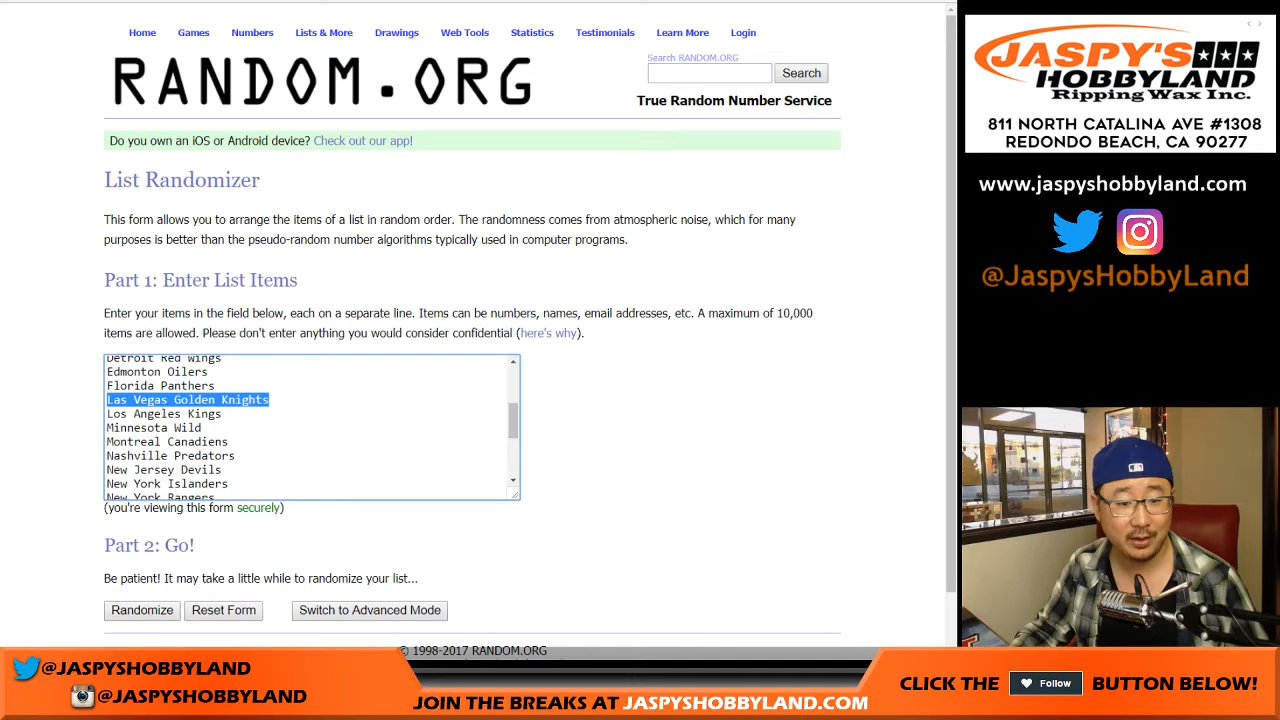 Home Games Numbers Lists & More Drawings Web Tools Statistics Testimonials Learn More Login
RANDOM.ORG
Search RANDOM.ORG
Search
True Random Number Service
Do you own an iOS or Android device? Check out our app!
List Randomizer
This form allows you to arrange the items of a list in random order. The randomness comes from atmospheric noise, which for many
purposes is better than the pseudo-random number algorithms typically used in computer programs.
Part 1: Enter List Items
Enter your items in the field below, each on a separate line. Items can be numbers, names, email addresses, etc. A maximum of 10,000
items are allowed. Please don't enter anything you would consider confidential (here's why).
Detroit Red Wings
Edmonton Oilers
Florida Panthers
Las Vegas Golden Knights
Los Angeles Kings
Minnesota Wild
Montreal Canadiens
Nashville Predators
New Jersey Devils
New York Islanders
New York Rangers
(you're viewing this form securely)
Part 2: Go!
Be patient! It may take a little while to randomize your list...
Randomize Reset Form Switch to Advanced Mode
© 1998-2017 RANDOM.ORG
JASPY'S
HOBBYLAND
Ripping Wax Inc.
811 NORTH CATALINA AVE #1308
REDONDO BEACH, CA 90277
www.jaspyshobbyland.com
@JaspysHobbyLand
@JASPYSHOBBYLAND
@JASPYSHOBBYLAND
JOIN THE BREAKS AT JASPYSHOBBYLAND.COM
CLICK THE Follow BUTTON BELOW!